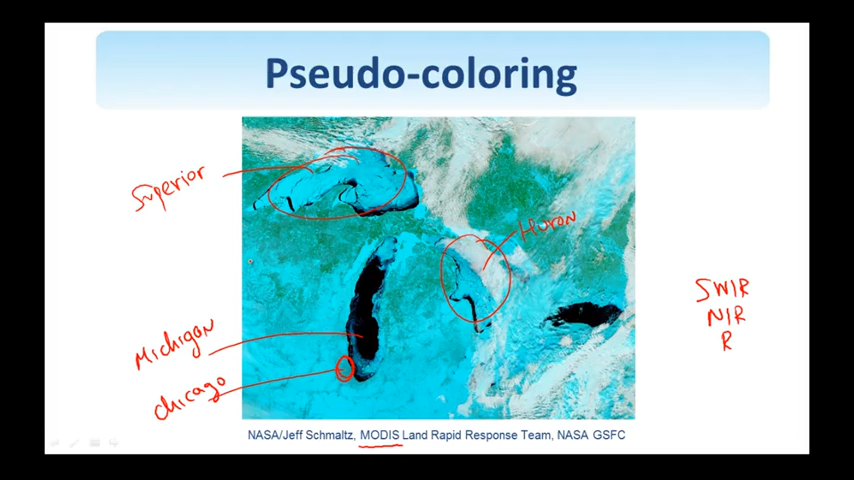 Pseudo-coloring
Superior
Huron
SWIR
NIR
R
Michigan
Chicago
NASA/Jeff Schmaltz, MODIS Land Rapid Response Team, NASA GSFC